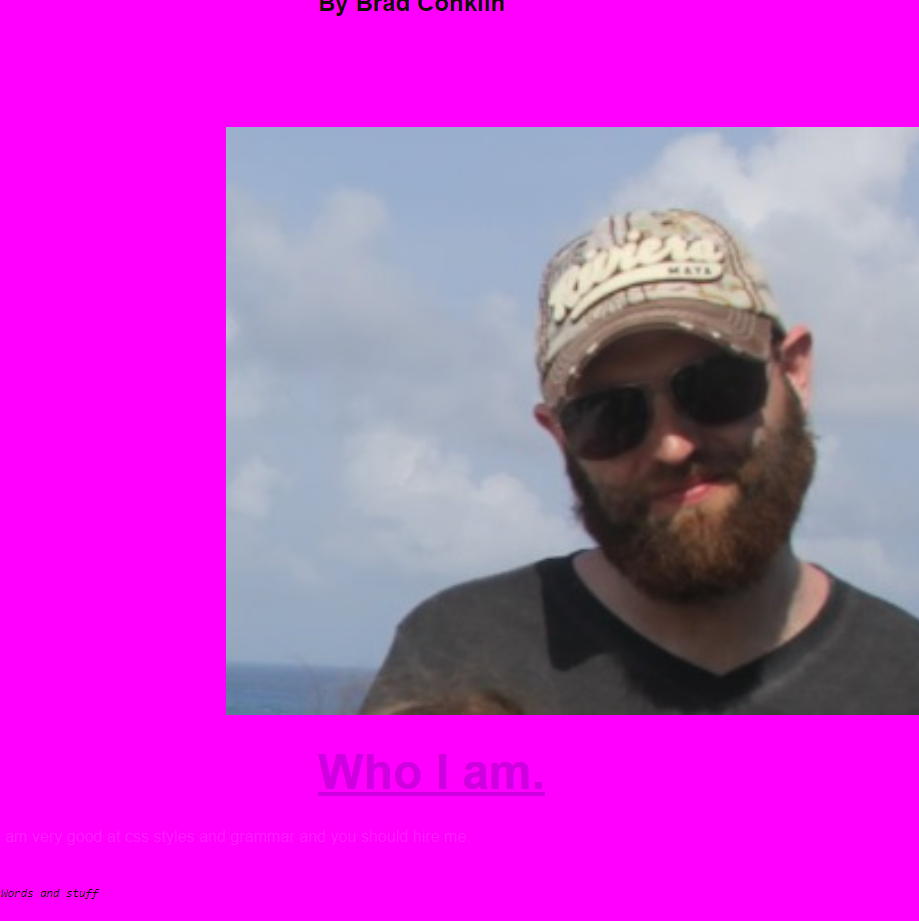 By Brad Conklin
Riviera
MAYA
Who I am.
am very good at css styles and grammar and you should hire me.
Words and stuff